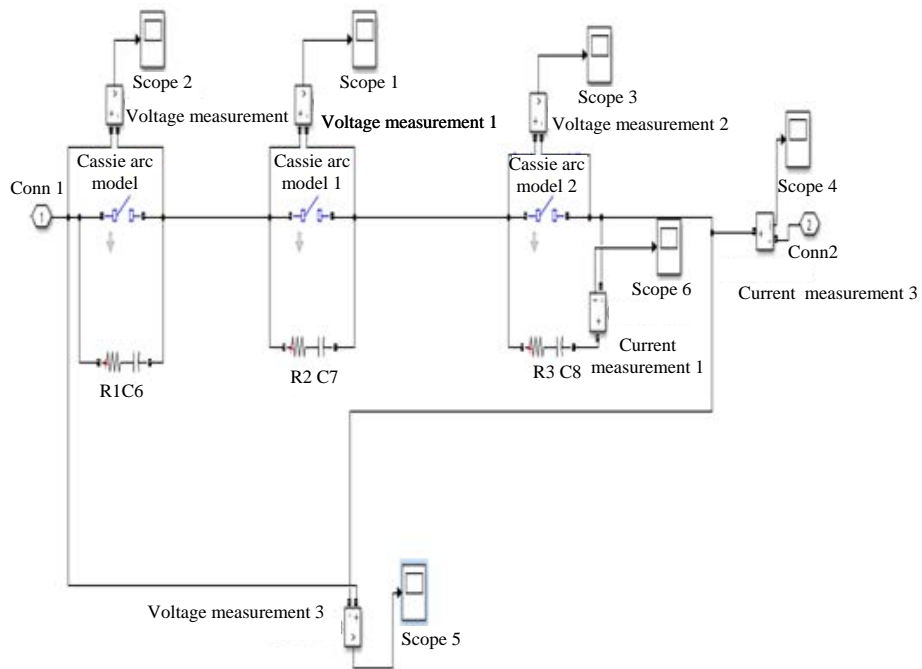 Scope 2
Scope 1
Scope 3
Scope 4
Voltage measurement
Voltage measurement 1
Voltage measurement 2
Cassie arc
model
Cassie arc
model 1
Cassie arc
model 2
Conn 1
1
2
Conn2
Scope 6
Current measurement 3
Current
measurement 1
R1C6
R2 C7
R3 C8
Voltage measurement 3
Scope 5